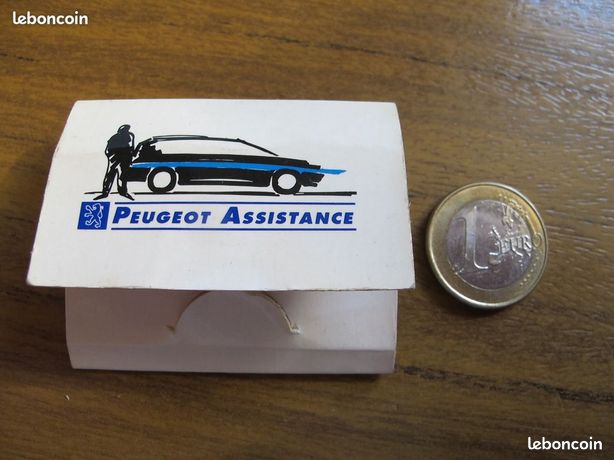 leboncoin
PEUGEOT ASSISTANCE
1 EURO
leboncoin